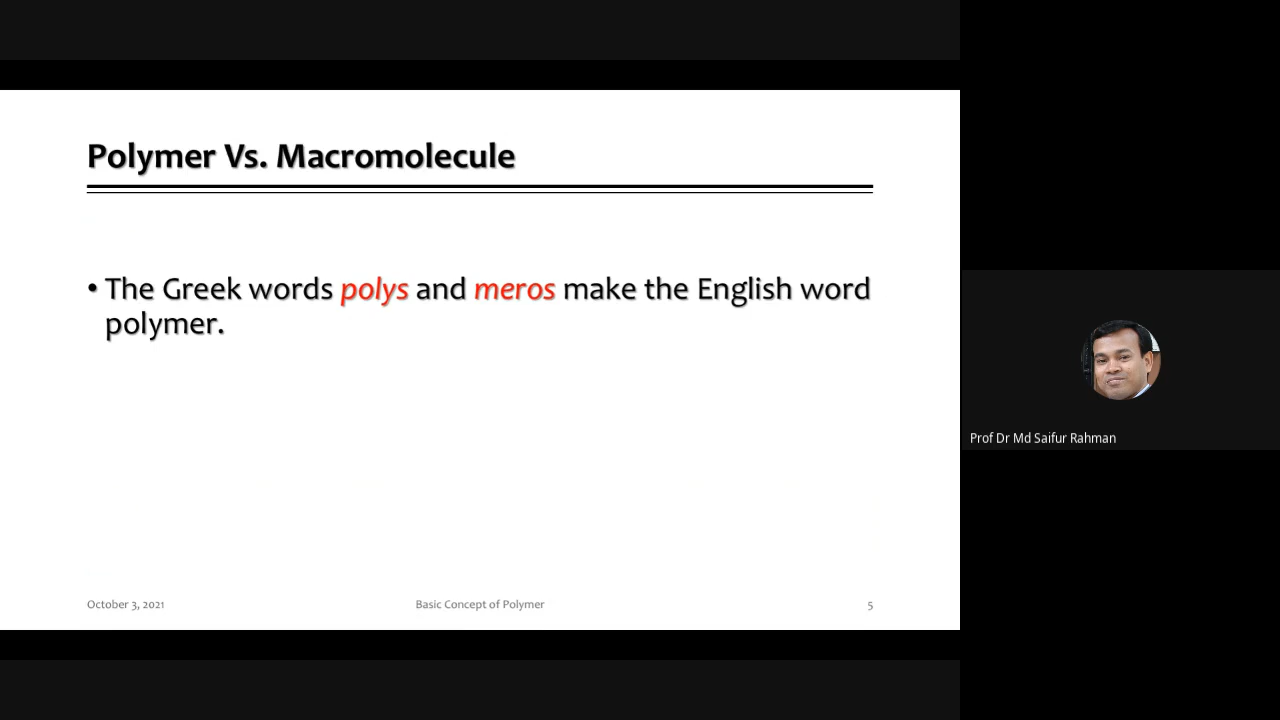 Polymer Vs. Macromolecule
• The Greek words polys and meros make the English word
polymer.
Prof Dr Md Saifur Rahman
October 3, 2021
Basic Concept of Polymer
5